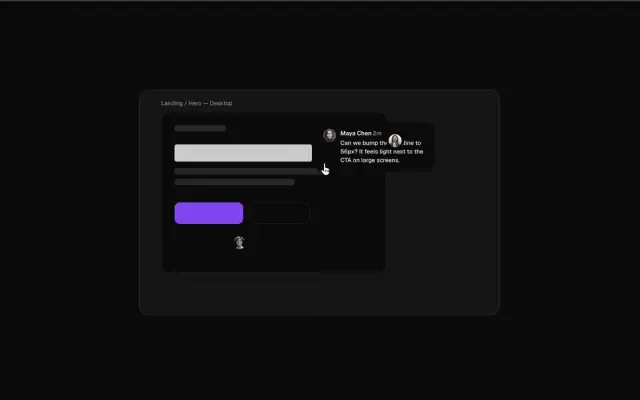 Landing / Hero — Desktop
Maya Chen 2m
Can we bump the line to
56px? it feels light next to the
CTA on large screens.